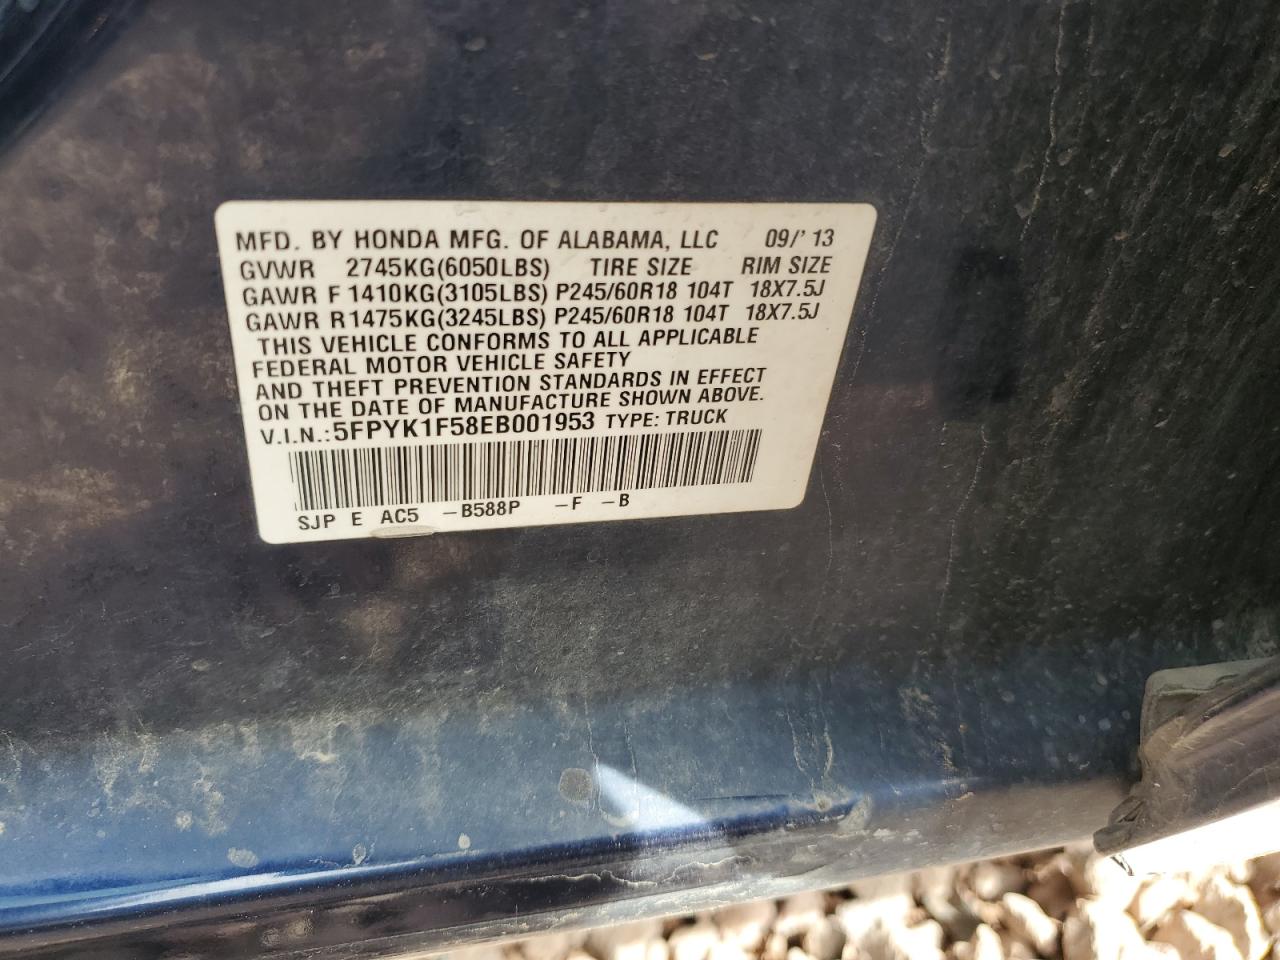 MFD. BY HONDA MFG. OF ALABAMA, LLC 09/' 13
GVWR 2745KG(6050LBS) TIRE SIZE RIM SIZE
GAWR F 1410KG(3105LBS) P245/60R18 104T 18X7.5J
GAWR R1475KG(3245LBS) P245/60R18 104T 18X7.5J
THIS VEHICLE CONFORMS TO ALL APPLICABLE
FEDERAL MOTOR VEHICLE SAFETY
AND THEFT PREVENTION STANDARDS IN EFFECT
ON THE DATE OF MANUFACTURE SHOWN ABOVE.
V.I.N.:5FPYK1F58EB001953 TYPE: TRUCK
SJP E AC5 -B588P -F -B